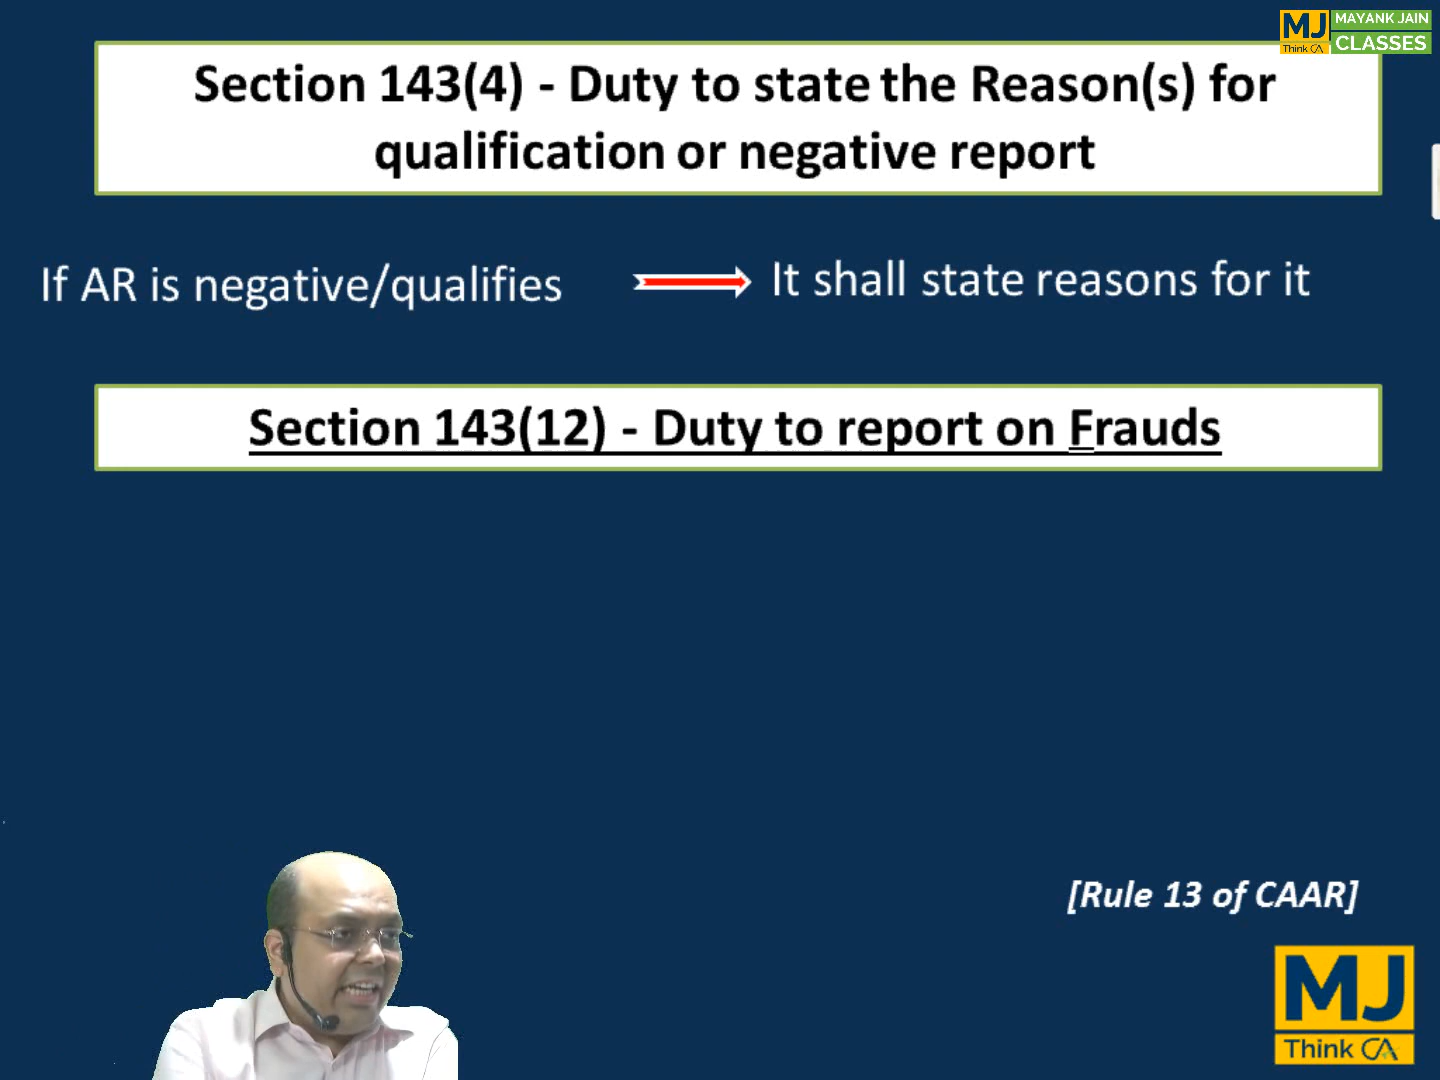 MJ MAYANK JAIN
Think CA CLASSES
Section 143(4) - Duty to state the Reason(s) for
qualification or negative report
If AR is negative/qualifies It shall state reasons for it
Section 143(12) - Duty to report on Frauds
[Rule 13 of CAAR]
MJ
Think CA